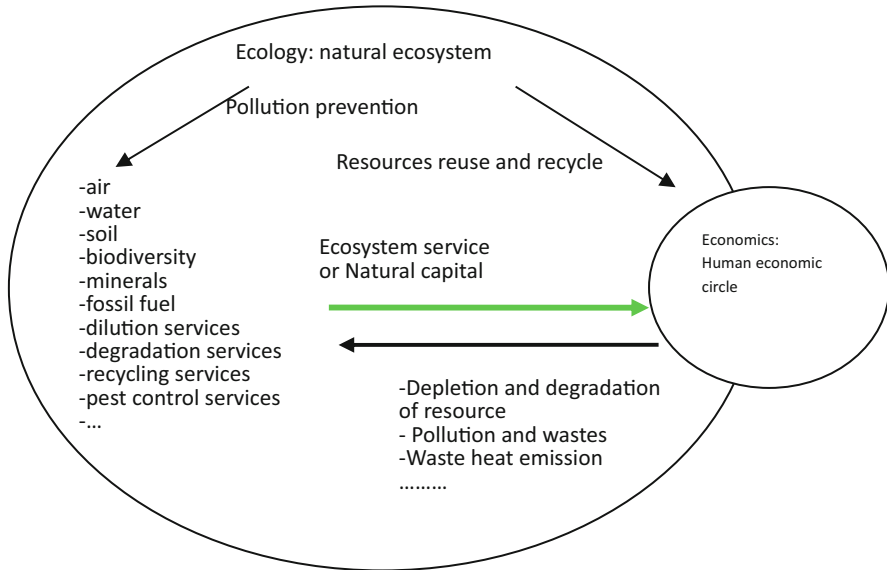 Ecology: natural ecosystem
Pollution prevention
Resources reuse and recycle
-air
-water
-soil
-biodiversity
-minerals
-fossil fuel
-dilution services
-degradation services
-recycling services
-pest control services
-...
Ecosystem service
or Natural capital
Economics:
Human economic
circle
-Depletion and degradation
of resource
- Pollution and wastes
-Waste heat emission
………